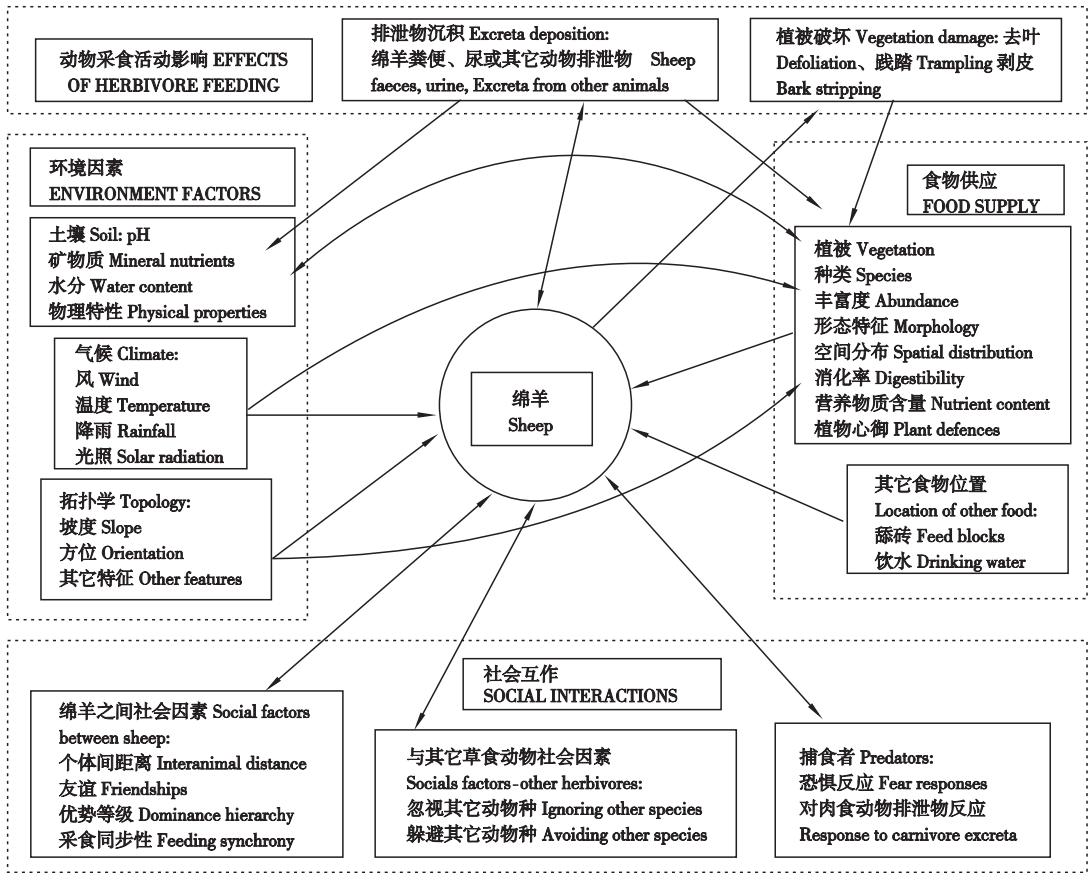 动物采食活动影响 EFFECTS
OF HERBIVORE FEEDING
排泄物沉积 Excreta deposition:
绵羊粪便、尿或其它动物排泄物 Sheep
faeces, urine, Excreta from other animals
植被破坏 Vegetation damage: 去叶
Defoliation、践踏 Trampling 剥皮
Bark stripping
环境因素
ENVIRONMENT FACTORS
土壤 Soil: pH
矿物质 Mineral nutrients
水分 Water content
物理特性 Physical properties
气候 Climate:
风 Wind
温度 Temperature
降雨 Rainfall
光照 Solar radiation
拓扑学 Topology:
坡度 Slope
方位 Orientation
其它特征 Other features
绵羊
Sheep
食物供应
FOOD SUPPLY
植被 Vegetation
种类 Species
丰富度 Abundance
形态特征 Morphology
空间分布 Spatial distribution
消化率 Digestibility
营养物质含量 Nutrient content
植物心御 Plant defences
其它食物位置
Location of other food:
舔砖 Feed blocks
饮水 Drinking water
社会互作
SOCIAL INTERACTIONS
绵羊之间社会因素 Social factors
between sheep:
个体间距离 Interanimal distance
友谊 Friendships
优势等级 Dominance hierarchy
采食同步性 Feeding synchrony
与其它草食动物社会因素
Socials factors-other herbivores:
忽视其它动物种 Ignoring other species
躲避其它动物种 Avoiding other species
捕食者 Predators:
恐惧反应 Fear responses
对肉食动物排泄物反应
Response to carnivore excreta